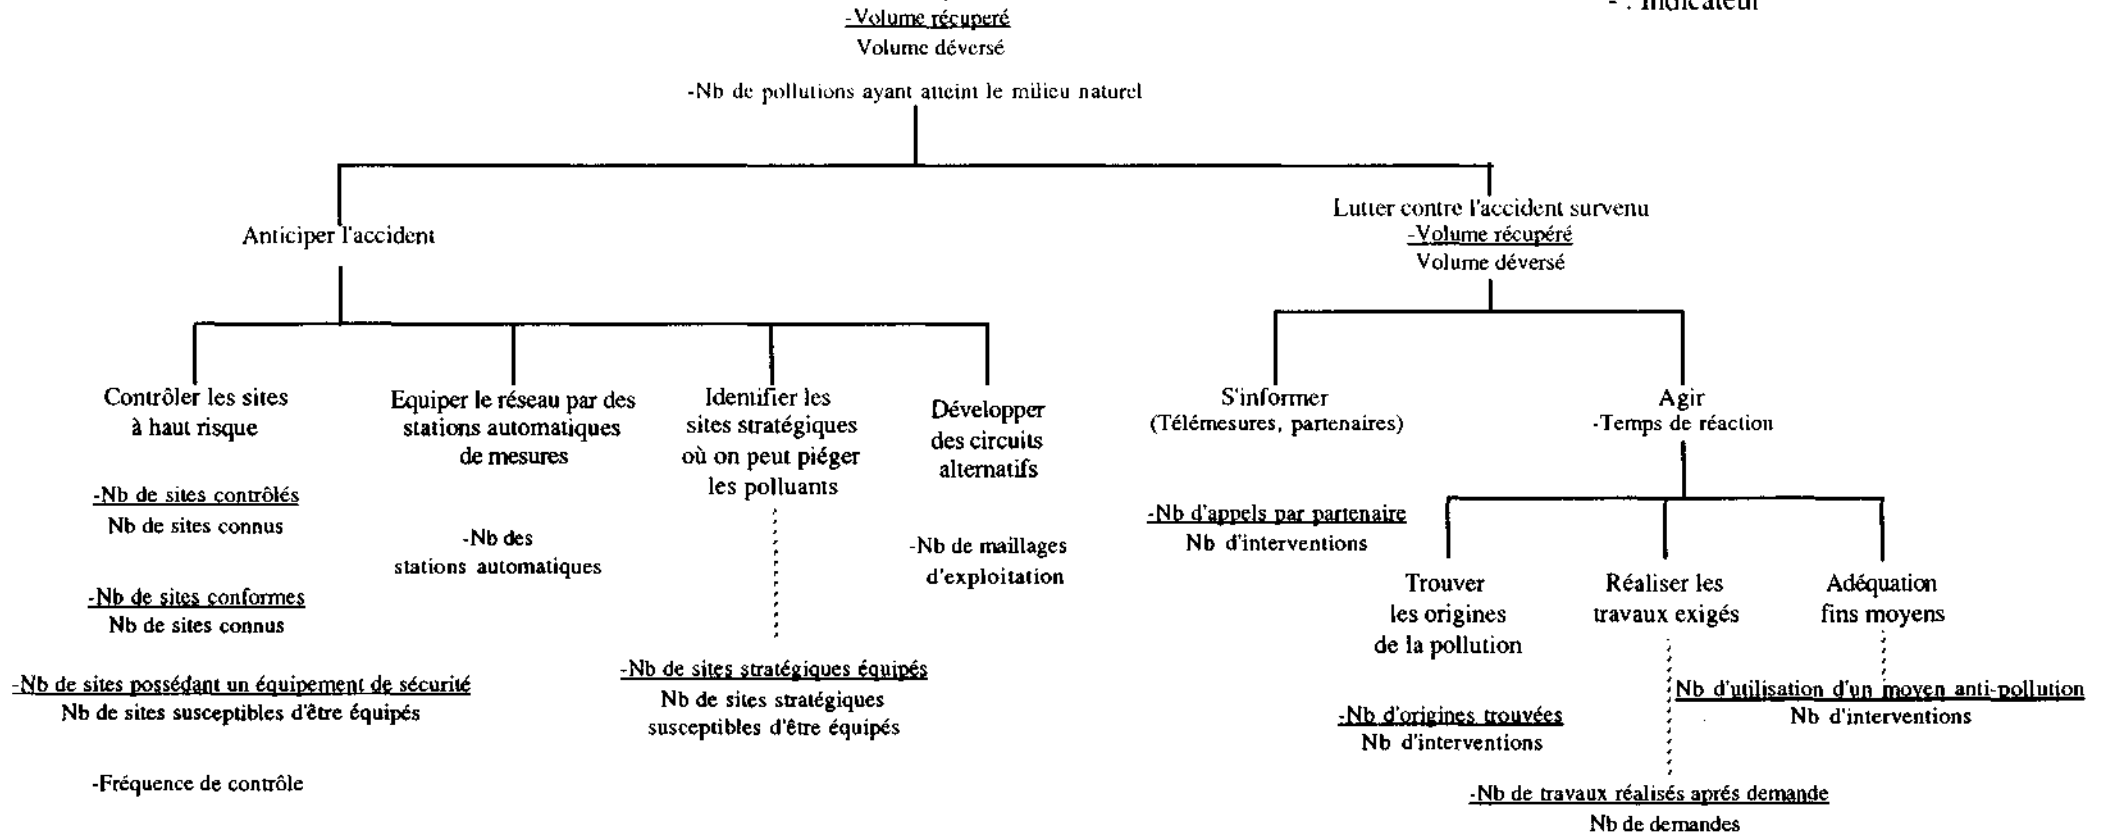 - : Indicateur
-Volume récuperé
Volume déversé
-Nb de pollutions ayant atteint le milieu naturel
Anticiper l'accident
Lutter contre l'accident survenu
-Volume récupéré
Volume déversé
Contrôler les sites
à haut risque
-Nb de sites contrôlés
Nb de sites connus
-Nb de sites conformes
Nb de sites connus
-Nb de sites possédant un équipement de sécurité
Nb de sites susceptibles d'être équipés
-Fréquence de contrôle
Equiper le réseau par des
stations automatiques
de mesures
-Nb des
stations automatiques
Identifier les
sites stratégiques
où on peut piéger
les polluants
-Nb de sites stratégiques équipés
Nb de sites stratégiques
susceptibles d'être équipés
Développer
des circuits
alternatifs
-Nb de maillages
d'exploitation
S'informer
(Télémesures, partenaires)
-Nb d'appels par partenaire
Nb d'interventions
Agir
-Temps de réaction
Trouver
les origines
de la pollution
-Nb d'origines trouvées
Nb d'interventions
Réaliser les
travaux exigés
-Nb de travaux réalisés aprés demande
Nb de demandes
Adéquation
fins moyens
Nb d'utilisation d'un moyen anti-pollution
Nb d'interventions